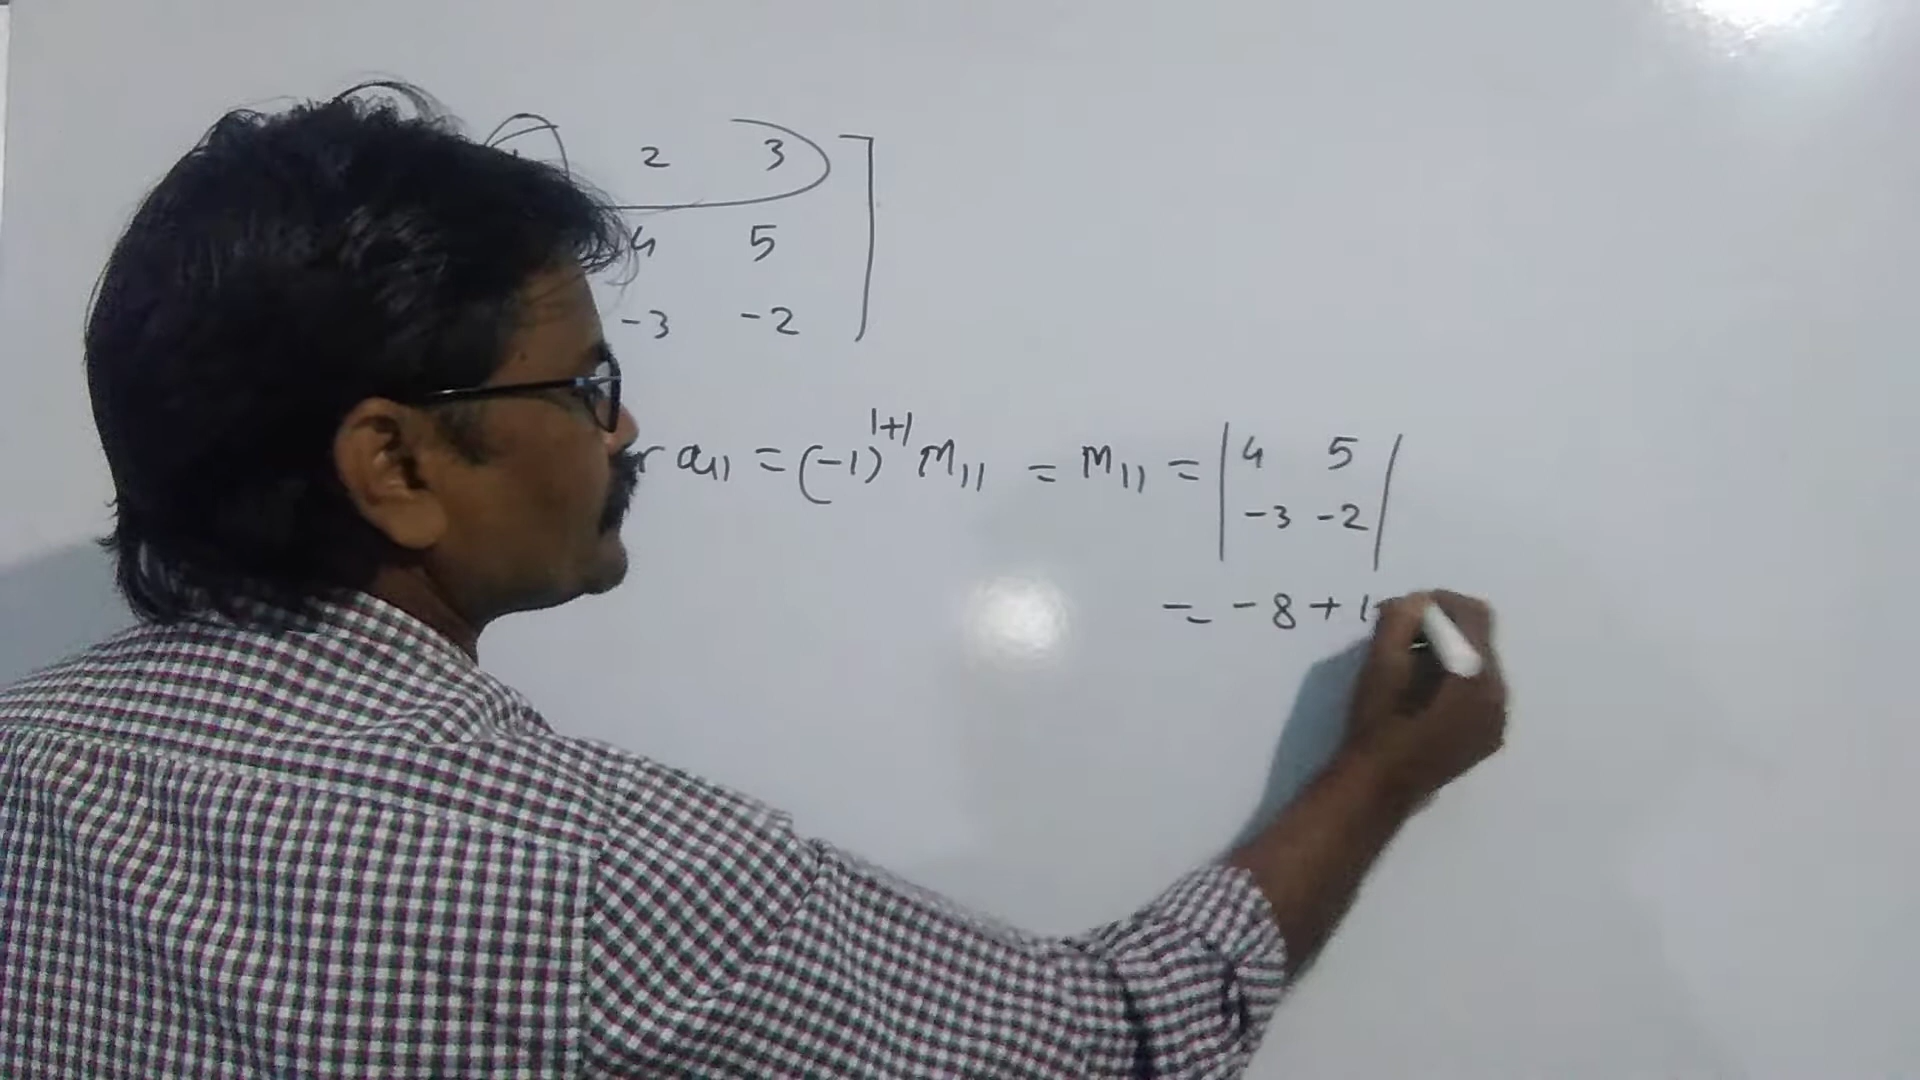 2 3
4 5
-3 -2
r a11 = (-1)^1+1 M11 = M11 = | 4 5 |
| -3 -2 |
= -8 + 1